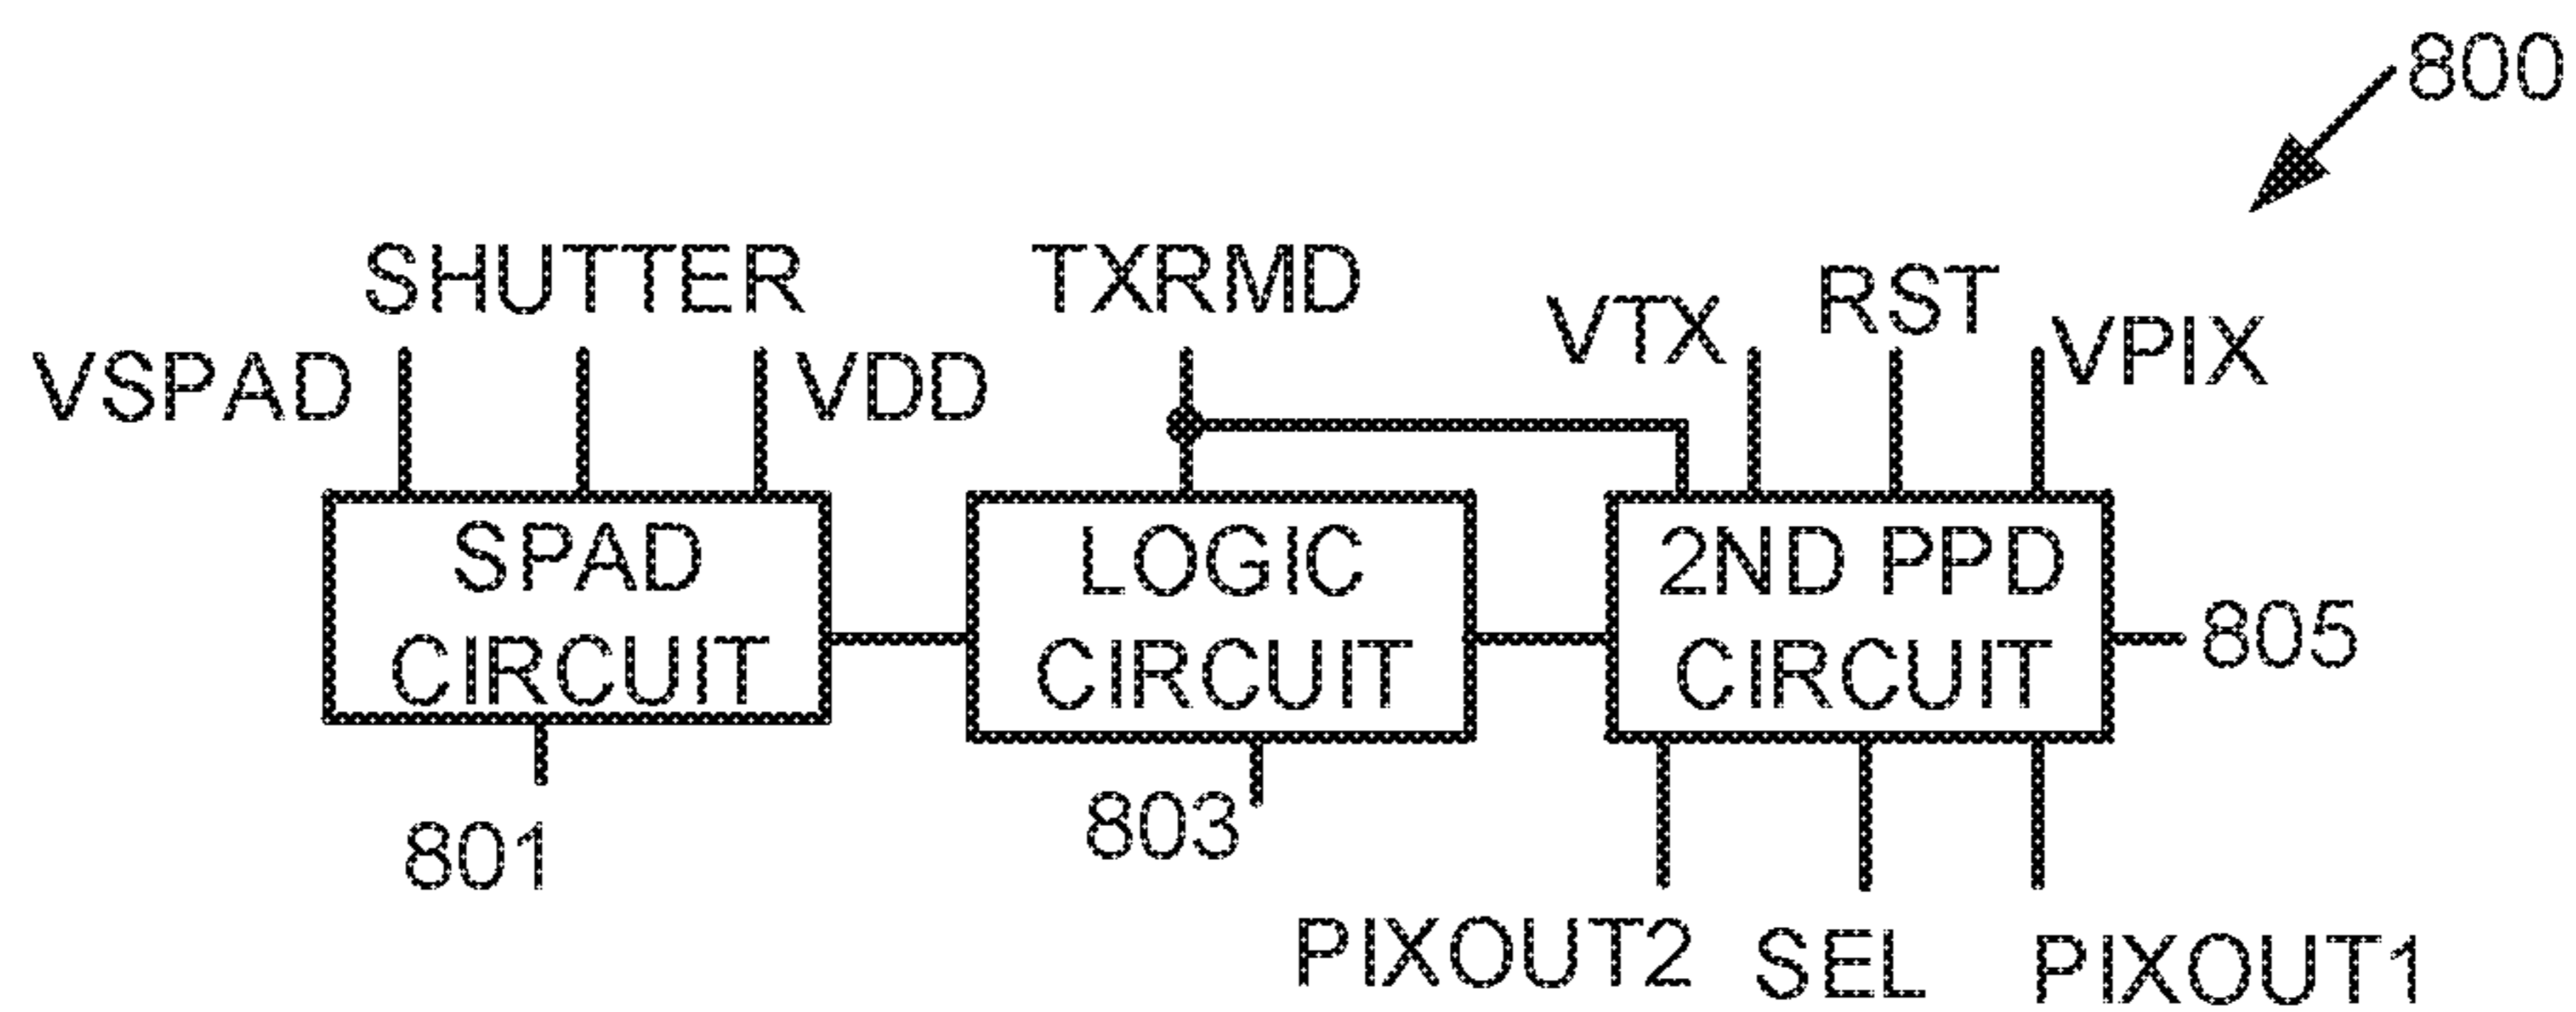 800
SHUTTER
TXRMD
RST
VTX
VPIX
VSPAD
VDD
SPAD
CIRCUIT
LOGIC
CIRCUIT
2ND PPD
CIRCUIT
805
801
803
PIXOUT2
SEL
PIXOUT1